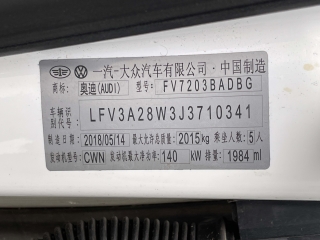 一汽-大众汽车有限公司·中国制造
商标: 奥迪(AUDI) FV7203BADBG
车辆识别代号: LFV3A28W3J3710341
制造日期: 2018/05/14 最大允许总质量: 2015kg 乘坐人数: 5人
发动机型号: CWN 发动机最大净功率: 140 kW 排量: 1984 ml